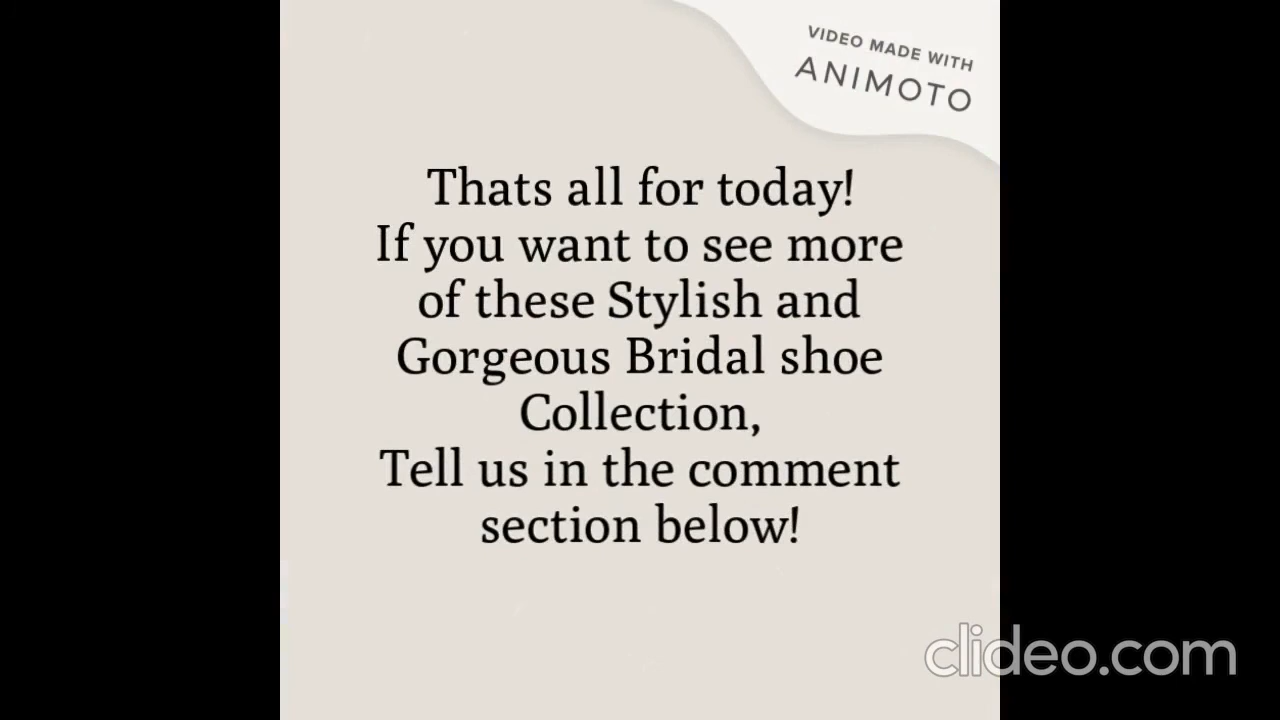 VIDEO MADE WITH
ANIMOTO
Thats all for today!
If you want to see more
of these Stylish and
Gorgeous Bridal shoe
Collection,
Tell us in the comment
section below!
clideo.com